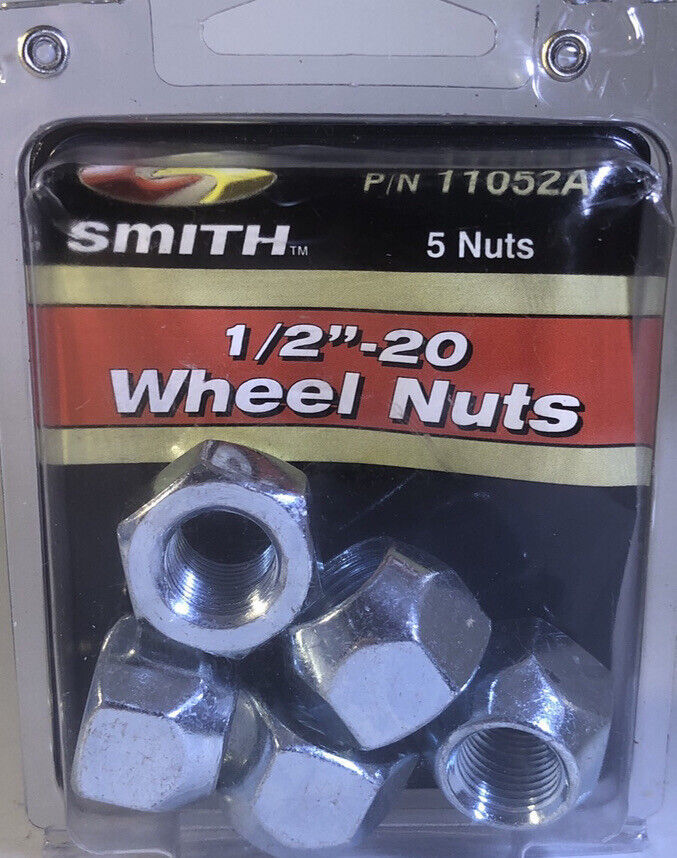 P/N 11052A
SMITH™
5 Nuts
1/2"-20
Wheel Nuts